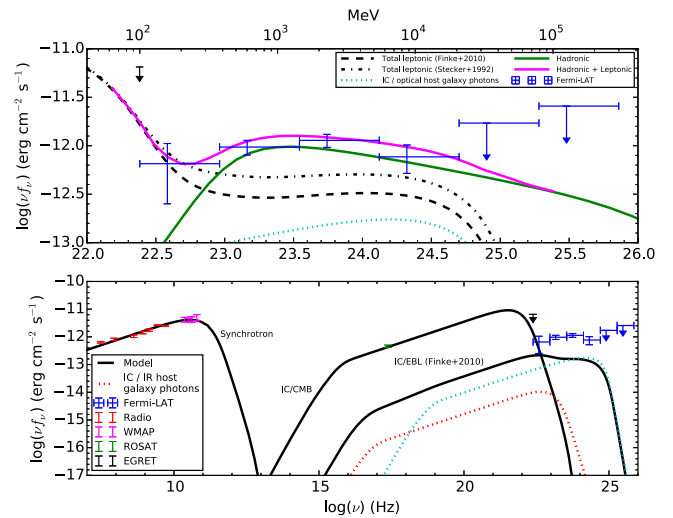 MeV
10² 10³ 10⁴ 10⁵
−11.0
−11.5
−12.0
−12.5
−13.0
log(νf_ν) (erg cm⁻² s⁻¹)
Total leptonic (Finke+2010)
Total leptonic (Stecker+1992)
IC / optical host galaxy photons
Hadronic
Hadronic + Leptonic
Fermi-LAT
22.0 22.5 23.0 23.5 24.0 24.5 25.0 25.5 26.0
−10
−11
−12
−13
−14
−15
−16
−17
log(νf_ν) (erg cm⁻² s⁻¹)
Synchrotron
IC/CMB
IC/EBL (Finke+2010)
Model
IC / IR host
galaxy photons
Fermi-LAT
Radio
WMAP
ROSAT
EGRET
10 15 20 25
log(ν) (Hz)